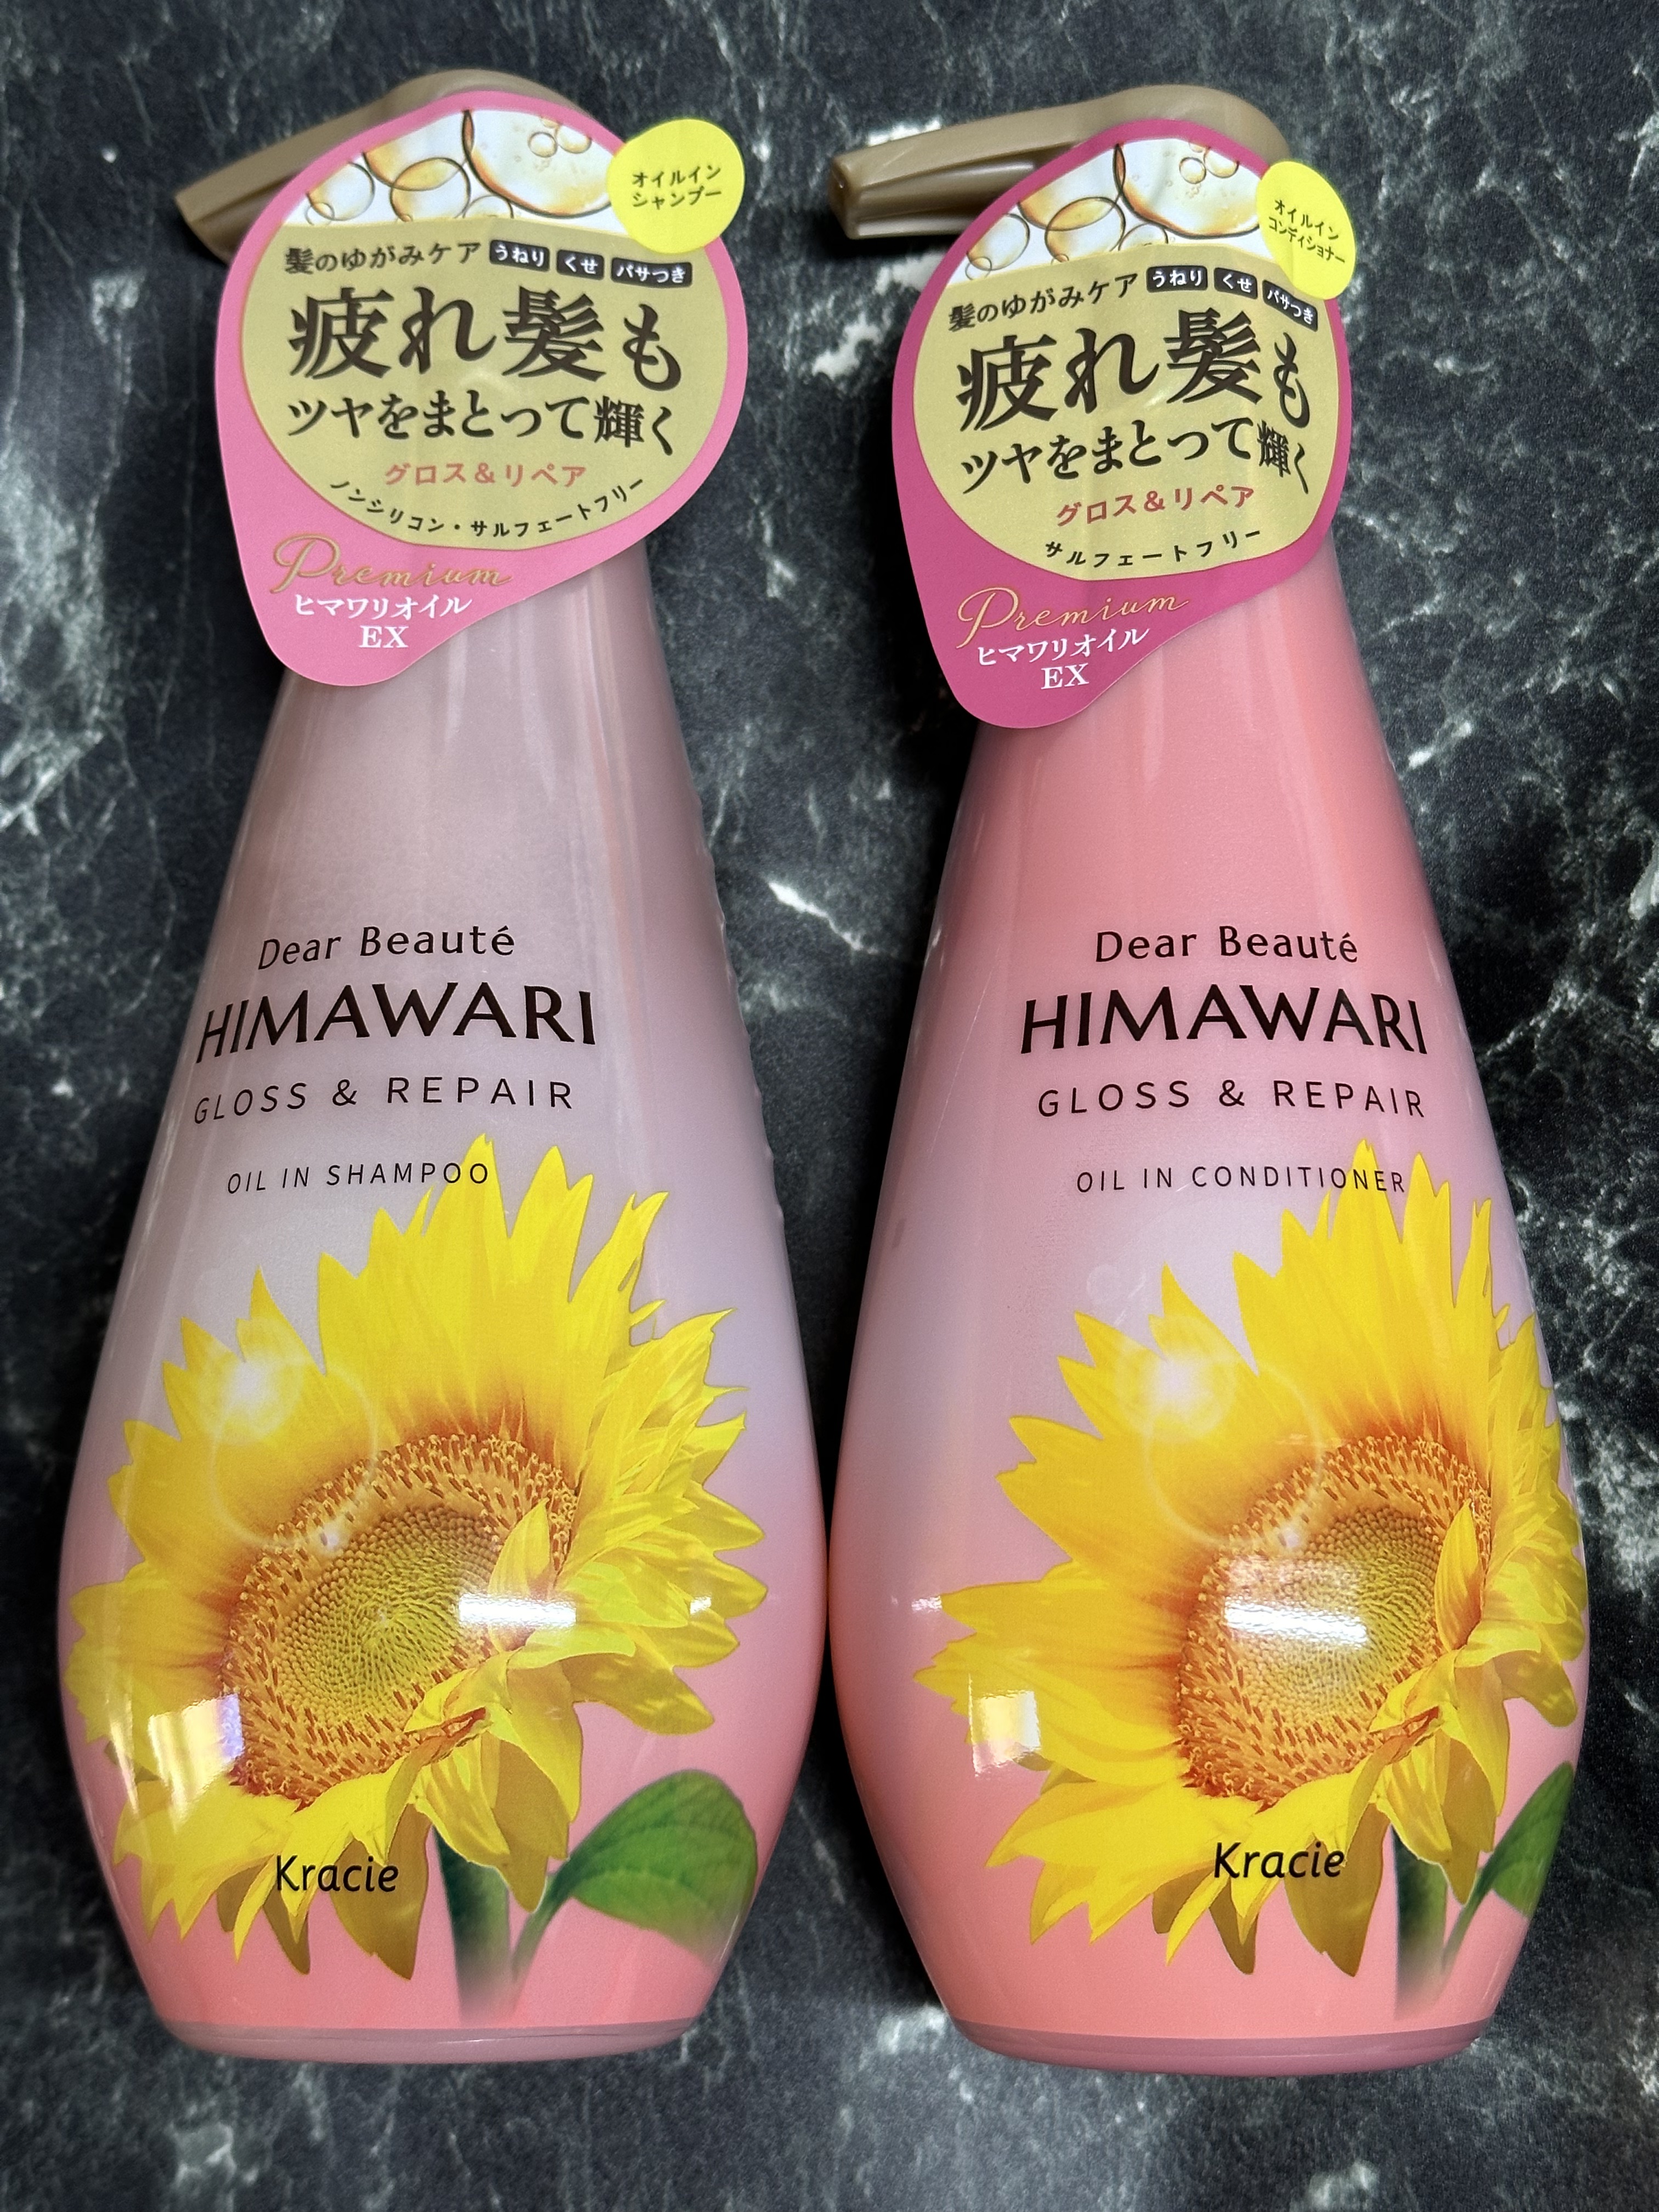 オイルイン
シャンプー
髪のゆがみケア うねり くせ パサつき
疲れ髪も
ツヤをまとって輝く
グロス&リペア
ノンシリコン・サルフェートフリー
Premium
ヒマワリオイル
EX
Dear Beauté
HIMAWARI
GLOSS & REPAIR
OIL IN SHAMPOO
Kracie
オイルイン
コンディショナー
髪のゆがみケア うねり くせ パサつき
疲れ髪も
ツヤをまとって輝く
グロス&リペア
サルフェートフリー
Premium
ヒマワリオイル
EX
Dear Beauté
HIMAWARI
GLOSS & REPAIR
OIL IN CONDITIONER
Kracie